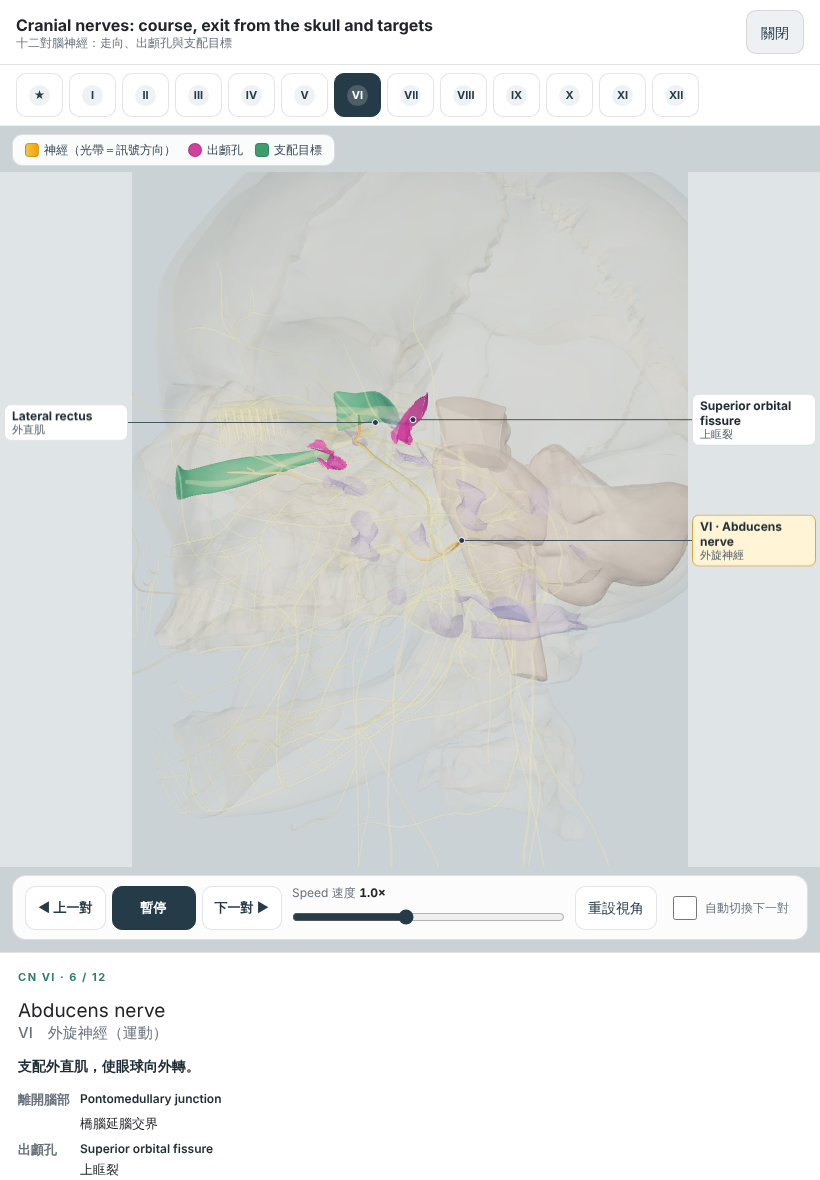 Cranial nerves: course, exit from the skull and targets
十二對腦神經：走向、出顱孔與支配目標
關閉
★ I II III IV V VI VII VIII IX X XI XII
神經（光帶＝訊號方向） 出顱孔 支配目標
Lateral rectus
外直肌
Superior orbital
fissure
上眶裂
VI · Abducens
nerve
外旋神經
◀ 上一對
暫停
下一對 ▶
Speed 速度 1.0×
重設視角
自動切換下一對
CN VI · 6 / 12
Abducens nerve
VI 外旋神經（運動）
支配外直肌，使眼球向外轉。
離開腦部 Pontomedullary junction
橋腦延腦交界
出顱孔 Superior orbital fissure
上眶裂